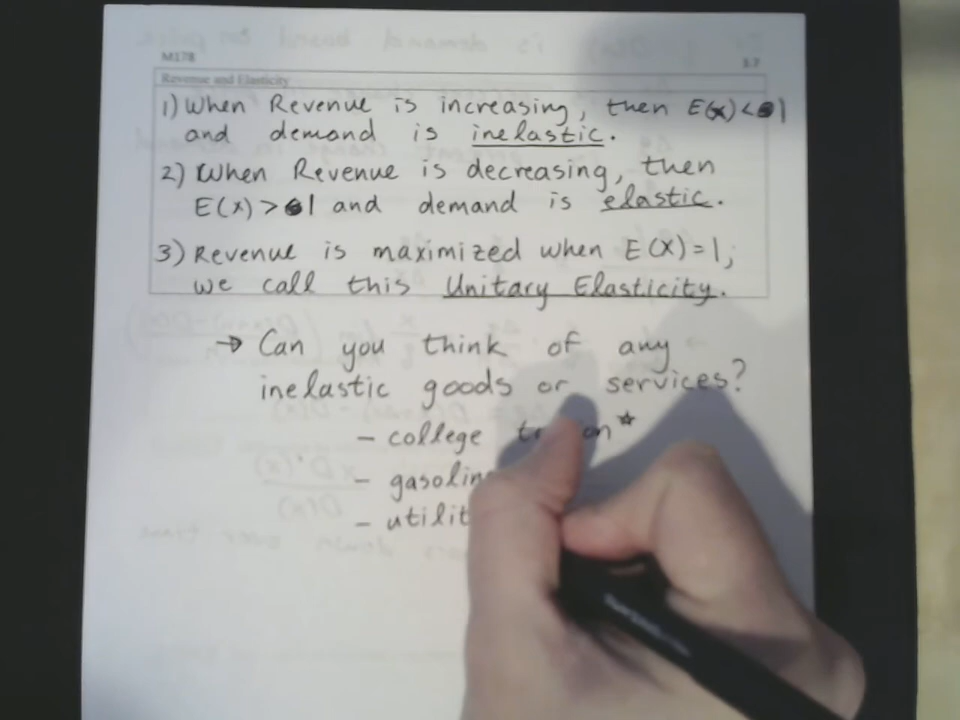 M178 3.7
Revenue and Elasticity
1) When Revenue is increasing, then E(x) < 1
and demand is inelastic.
2) When Revenue is decreasing, then
E(x) > 1 and demand is elastic.
3) Revenue is maximized when E(x) = 1;
we call this Unitary Elasticity.
→ Can you think of any
inelastic goods or services?
- college
- gasolin
- utilit